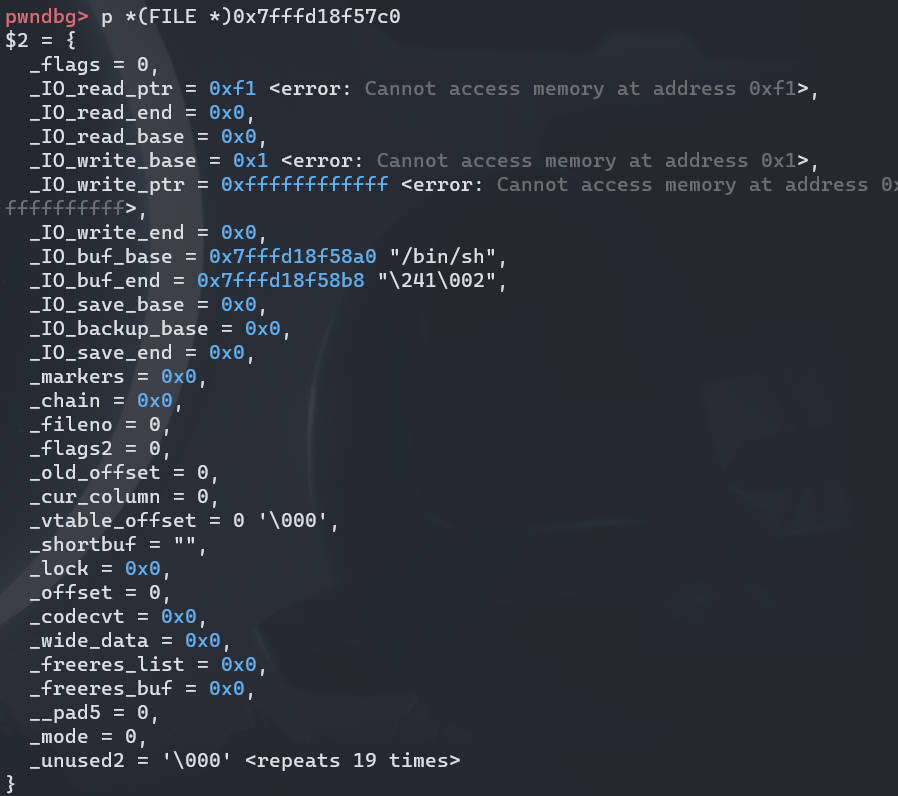 pwndbg> p *(FILE *)0x7fffd18f57c0
$2 = {
  _flags = 0,
  _IO_read_ptr = 0xf1 <error: Cannot access memory at address 0xf1>,
  _IO_read_end = 0x0,
  _IO_read_base = 0x0,
  _IO_write_base = 0x1 <error: Cannot access memory at address 0x1>,
  _IO_write_ptr = 0xffffffffffff <error: Cannot access memory at address 0x
ffffffffff>,
  _IO_write_end = 0x0,
  _IO_buf_base = 0x7fffd18f58a0 "/bin/sh",
  _IO_buf_end = 0x7fffd18f58b8 "\241\002",
  _IO_save_base = 0x0,
  _IO_backup_base = 0x0,
  _IO_save_end = 0x0,
  _markers = 0x0,
  _chain = 0x0,
  _fileno = 0,
  _flags2 = 0,
  _old_offset = 0,
  _cur_column = 0,
  _vtable_offset = 0 '\000',
  _shortbuf = "",
  _lock = 0x0,
  _offset = 0,
  _codecvt = 0x0,
  _wide_data = 0x0,
  _freeres_list = 0x0,
  _freeres_buf = 0x0,
  __pad5 = 0,
  _mode = 0,
  _unused2 = '\000' <repeats 19 times>
}